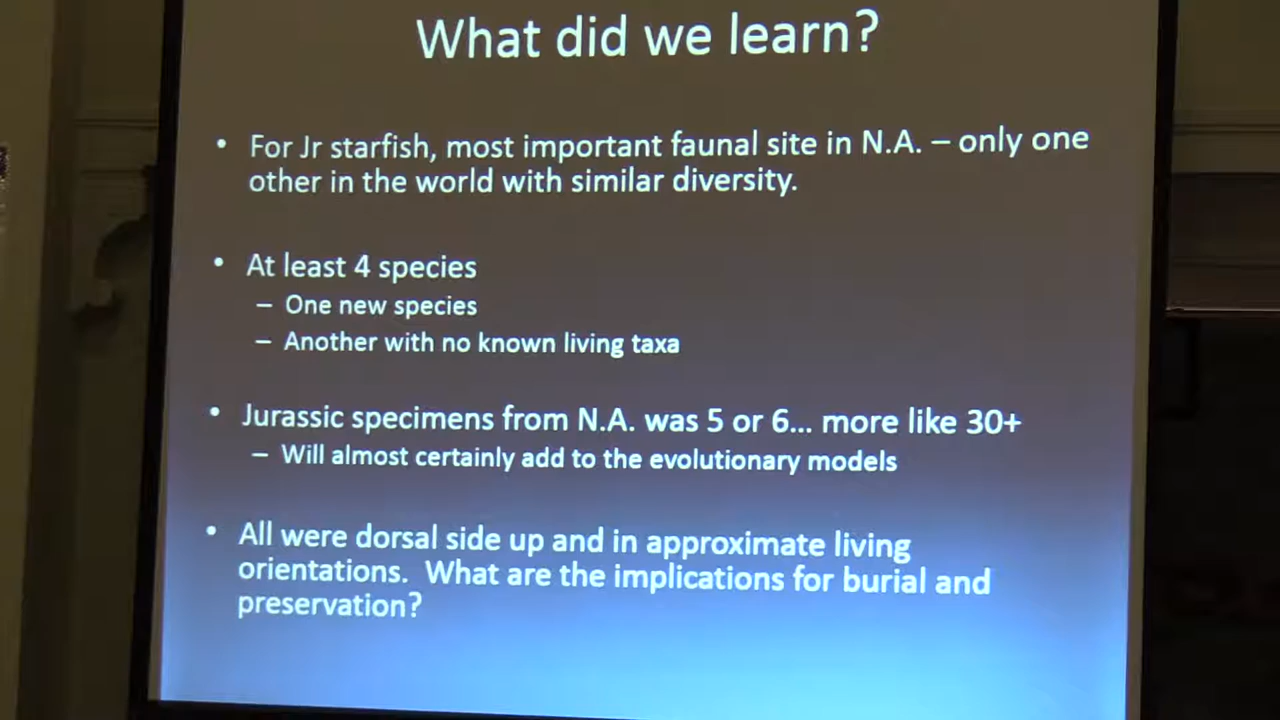 What did we learn?
• For Jr starfish, most important faunal site in N.A. – only one
other in the world with similar diversity.
• At least 4 species
– One new species
– Another with no known living taxa
• Jurassic specimens from N.A. was 5 or 6... more like 30+
– Will almost certainly add to the evolutionary models
• All were dorsal side up and in approximate living
orientations. What are the implications for burial and
preservation?